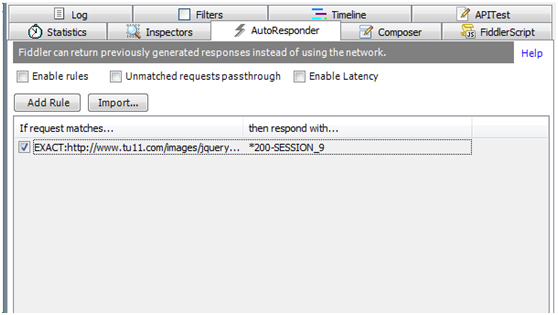 Log Filters Timeline APITest
Statistics Inspectors AutoResponder Composer FiddlerScript
Fiddler can return previously generated responses instead of using the network. Help
Enable rules Unmatched requests passthrough Enable Latency
Add Rule Import...
If request matches... then respond with...
EXACT:http://www.tu11.com/images/jquery... *200-SESSION_9